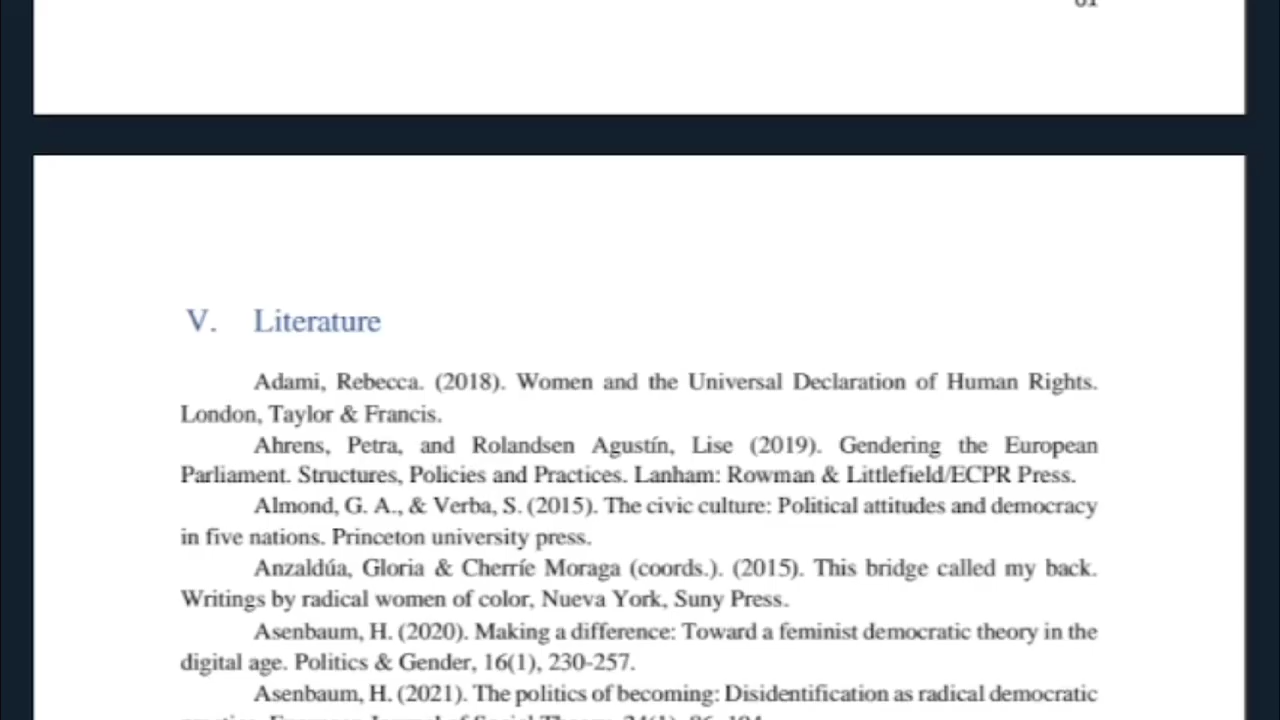 V. Literature
Adami, Rebecca. (2018). Women and the Universal Declaration of Human Rights.
London, Taylor & Francis.
Ahrens, Petra, and Rolandsen Agustín, Lise (2019). Gendering the European
Parliament. Structures, Policies and Practices. Lanham: Rowman & Littlefield/ECPR Press.
Almond, G. A., & Verba, S. (2015). The civic culture: Political attitudes and democracy
in five nations. Princeton university press.
Anzaldúa, Gloria & Cherríe Moraga (coords.). (2015). This bridge called my back.
Writings by radical women of color, Nueva York, Suny Press.
Asenbaum, H. (2020). Making a difference: Toward a feminist democratic theory in the
digital age. Politics & Gender, 16(1), 230-257.
Asenbaum, H. (2021). The politics of becoming: Disidentification as radical democratic